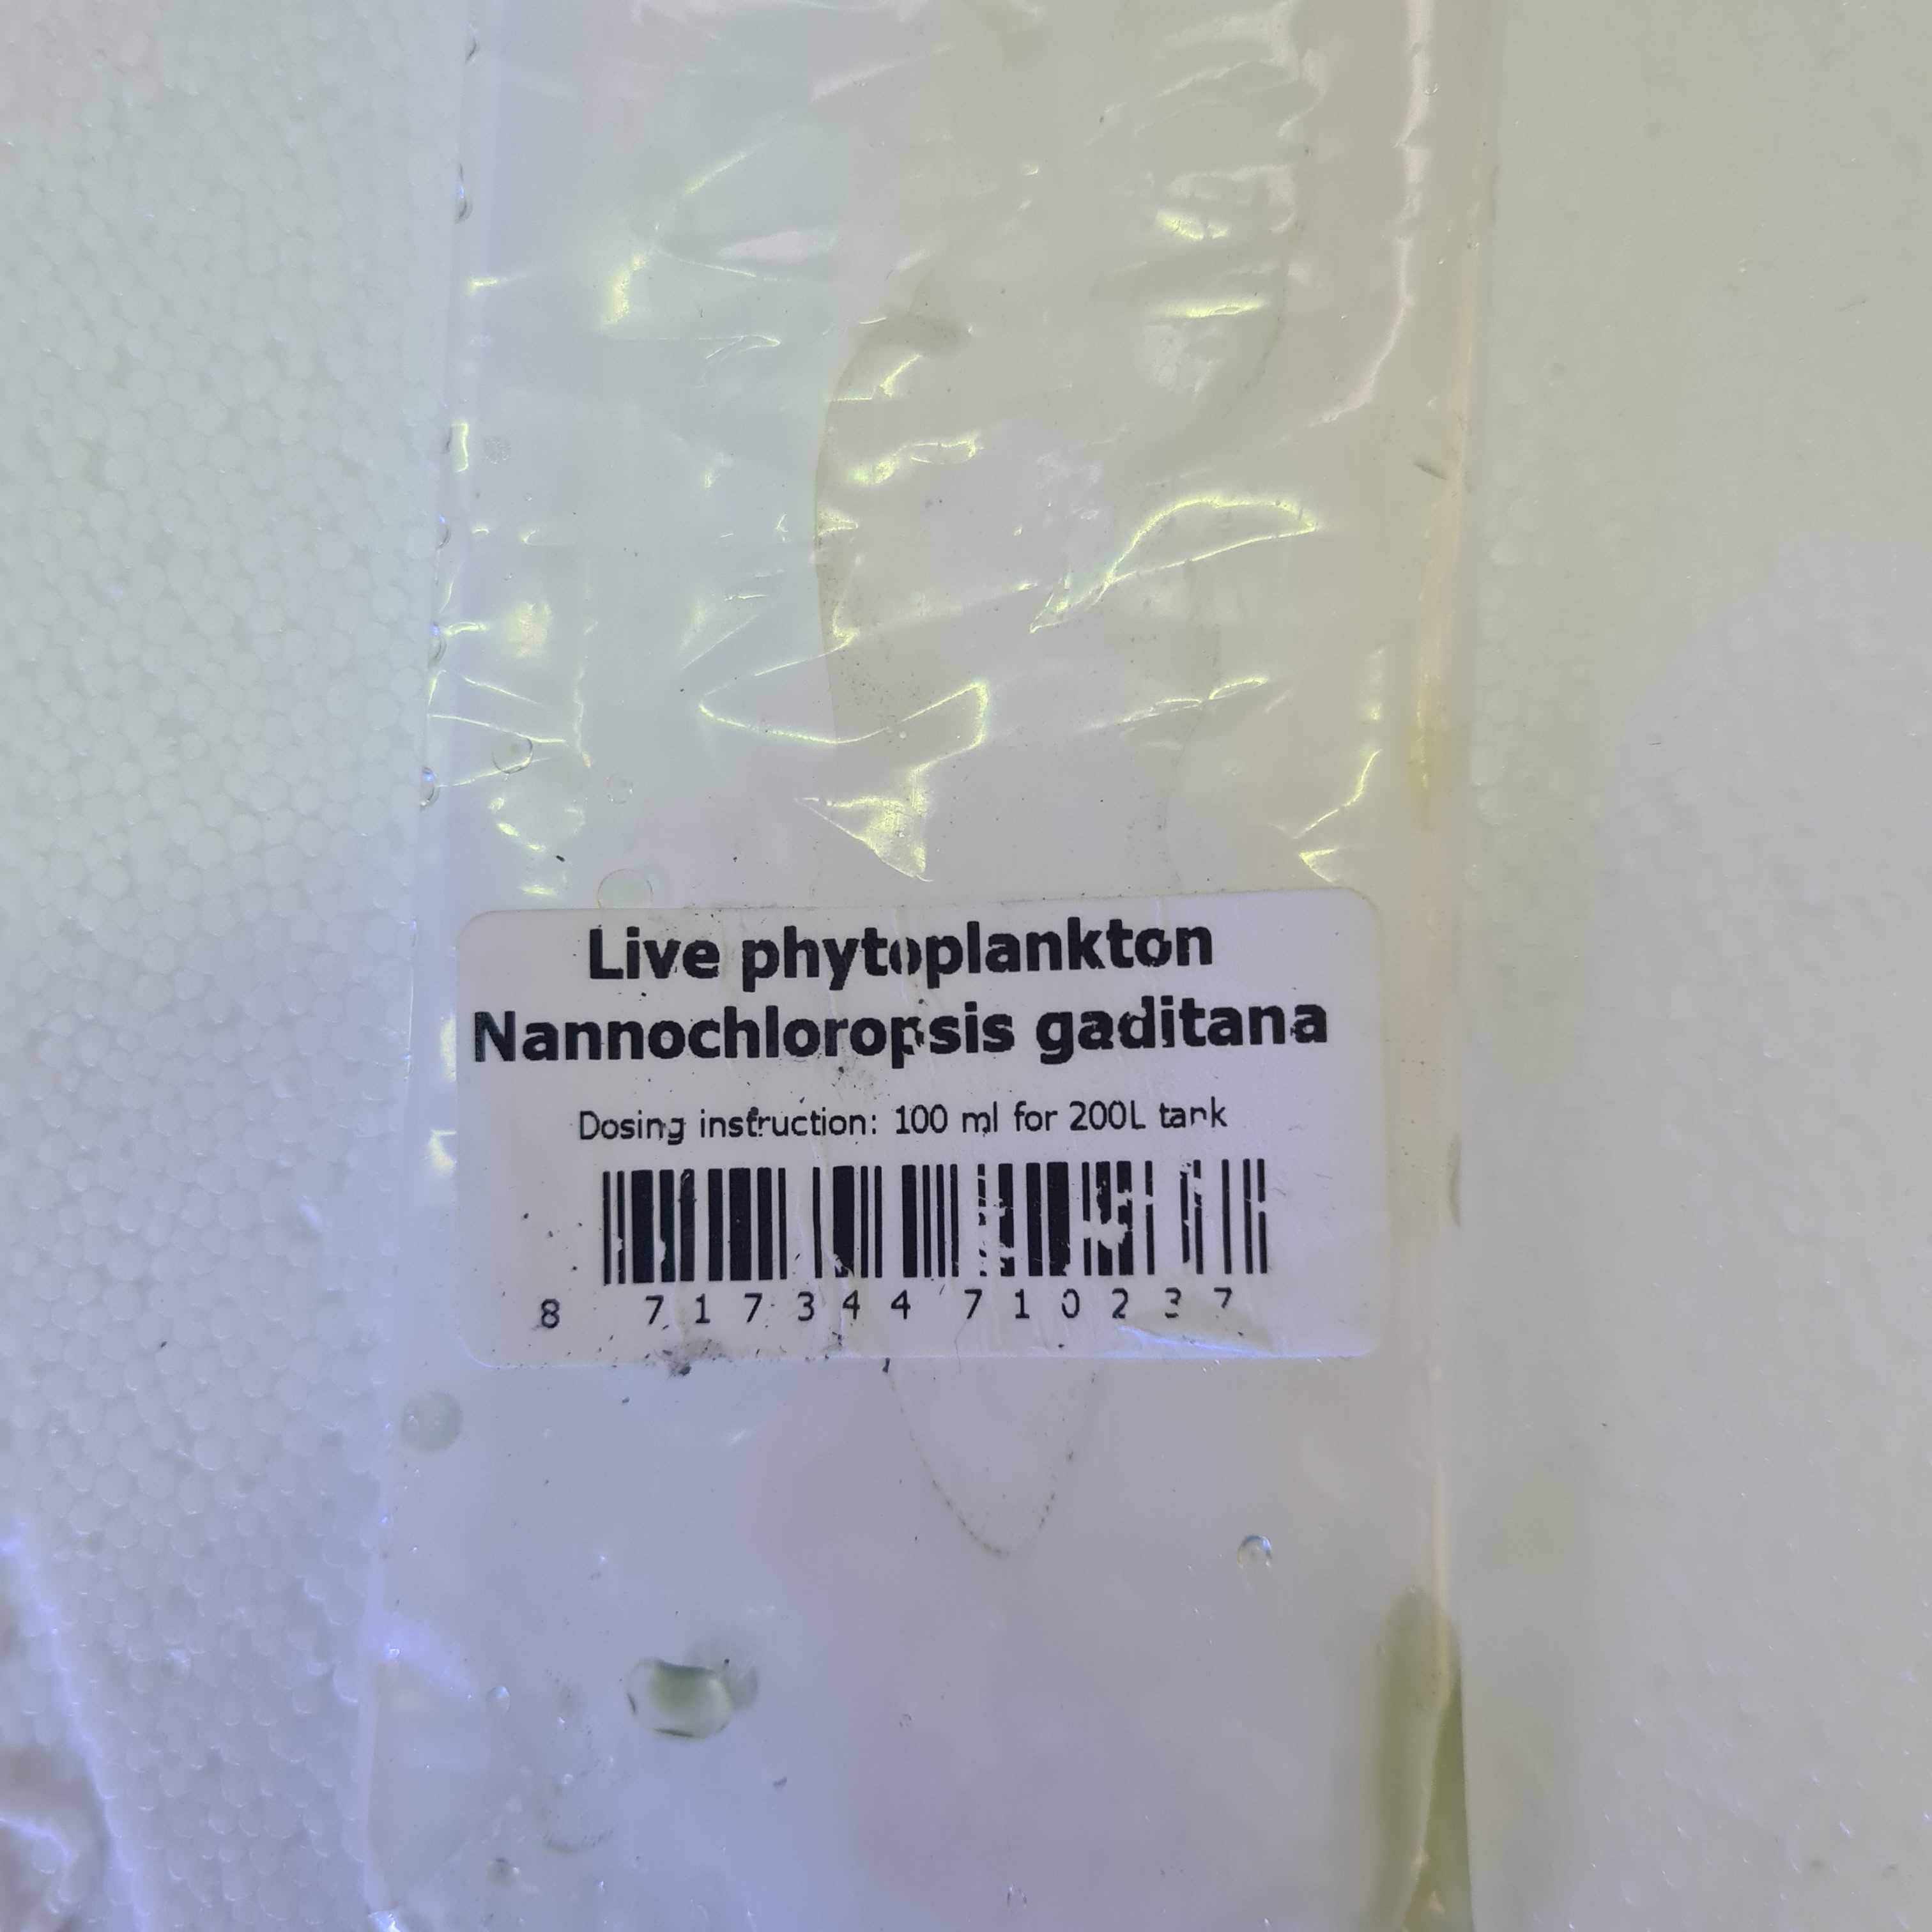 Live phytoplankton
Nannochloropsis gaditana
Dosing instruction: 100 ml for 200L tank
8 717344 710237